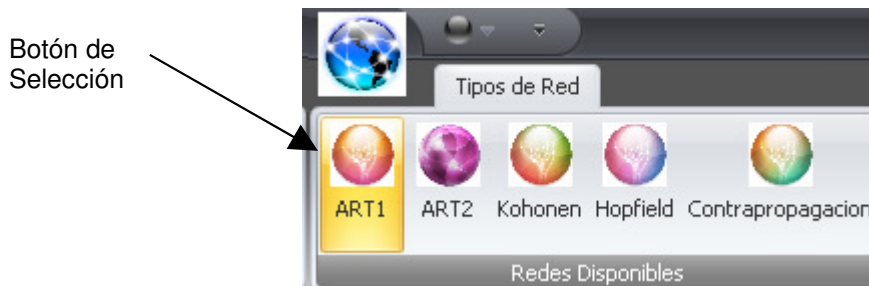 Botón de
Selección
Tipos de Red
ART1 ART2 Kohonen Hopfield Contrapropagacion
Redes Disponibles